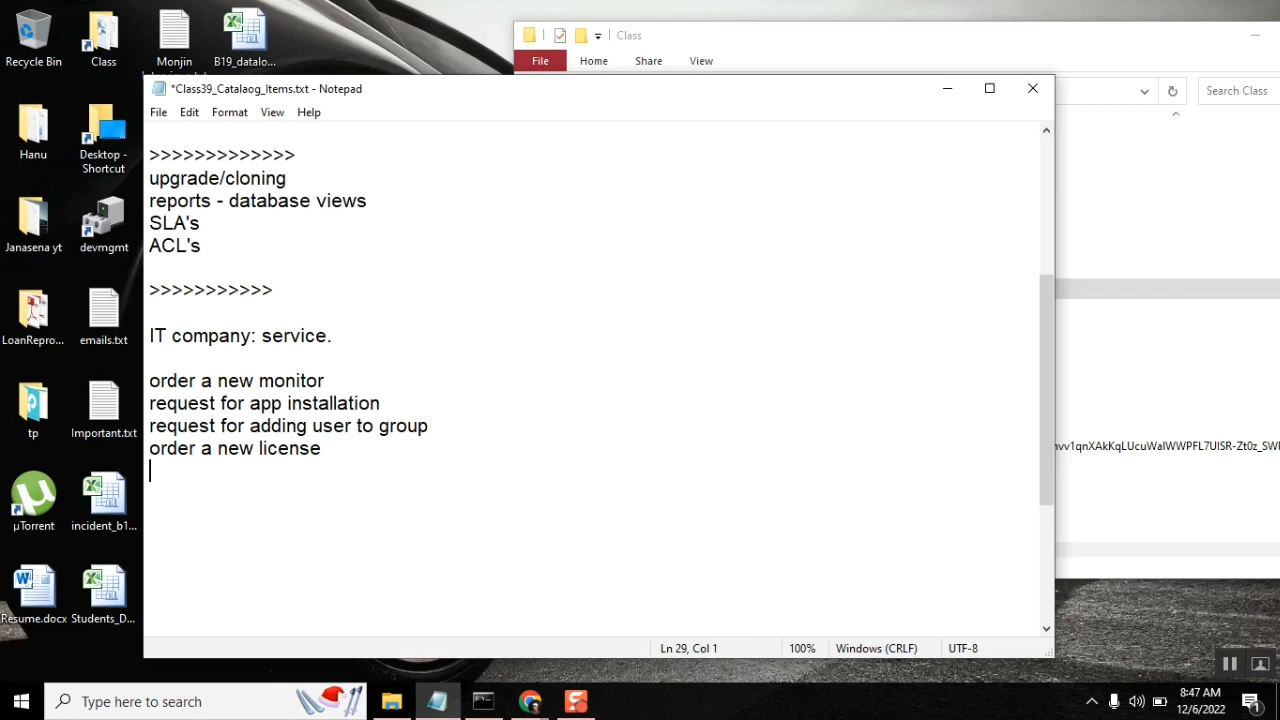 Recycle Bin
Class
Monjin
B19_datalo...
Hanu
Desktop -
Shortcut
Janasena yt
devmgmt
LoanRepro...
emails.txt
tp
Important.txt
µTorrent
incident_b1...
Resume.docx
Students_D...
Class
File
Home
Share
View
Search Class
*Class39_Catalaog_Items.txt - Notepad
File
Edit
Format
View
Help
>>>>>>>>>>>>>
upgrade/cloning
reports - database views
SLA's
ACL's
>>>>>>>>>>>
IT company: service.
order a new monitor
request for app installation
request for adding user to group
order a new license
Ln 29, Col 1
100%
Windows (CRLF)
UTF-8
Type here to search
8:47 AM
12/6/2022
1